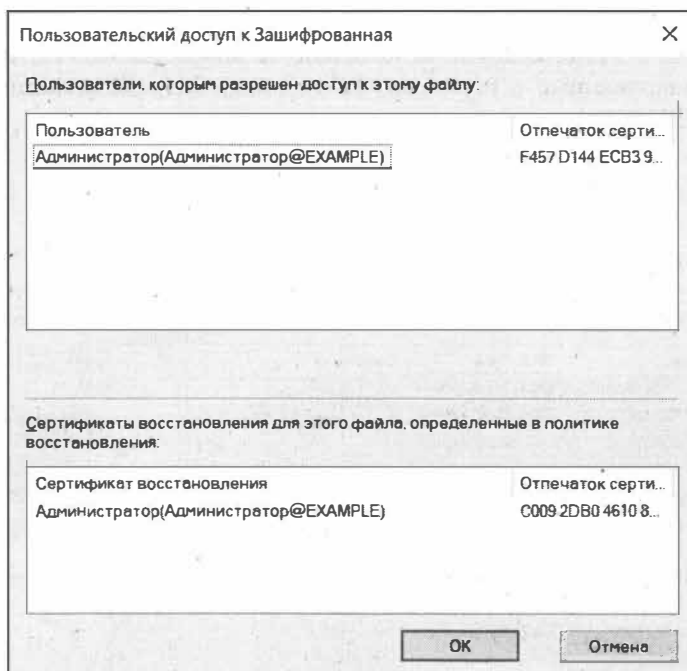 Пользовательский доступ к Зашифрованная
Пользователи, которым разрешен доступ к этому файлу:
Пользователь Отпечаток серти...
Администратор(Администратор@EXAMPLE) F457 D144 ECB3 9...
Сертификаты восстановления для этого файла, определенные в политике
восстановления:
Сертификат восстановления Отпечаток серти...
Администратор(Администратор@EXAMPLE) C009 2DB0 4610 8...
OK Отмена